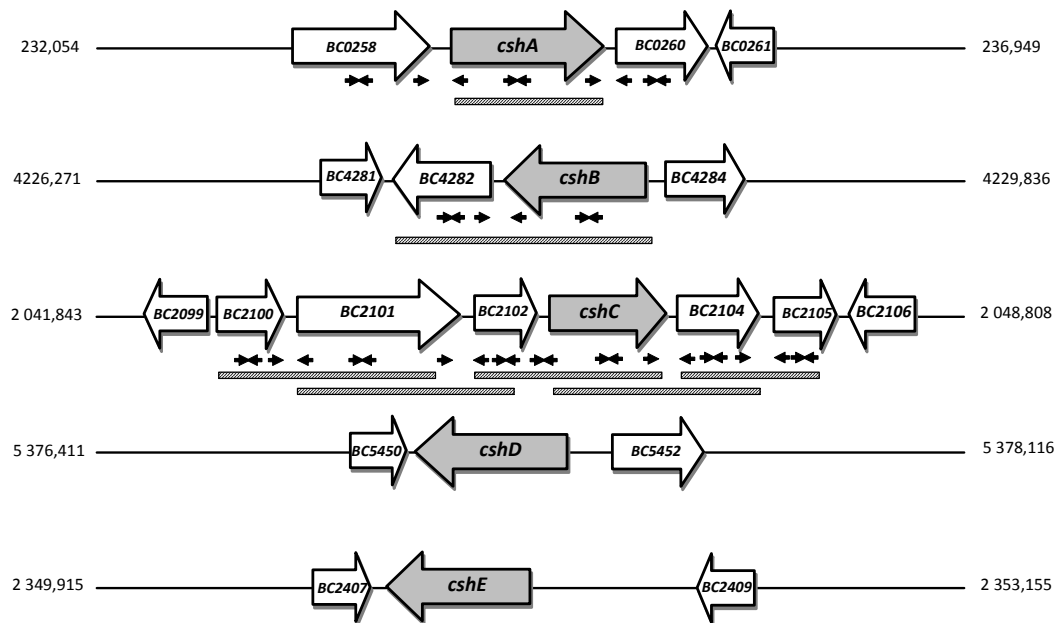 232,054 BC0258 cshA BC0260 BC0261 236,949
4226,271 BC4281 BC4282 cshB BC4284 4229,836
2 041,843 BC2099 BC2100 BC2101 BC2102 cshC BC2104 BC2105 BC2106 2 048,808
5 376,411 BC5450 cshD BC5452 5 378,116
2 349,915 BC2407 cshE BC2409 2 353,155